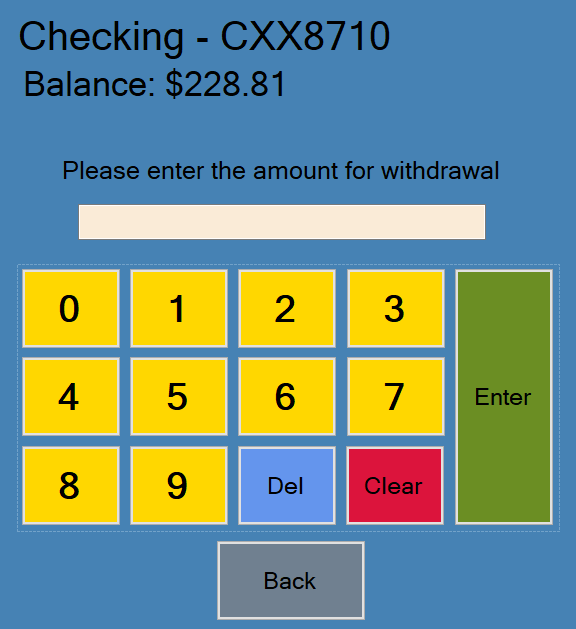 Checking - CXX8710
Balance: $228.81
Please enter the amount for withdrawal
0 1 2 3
4 5 6 7 Enter
8 9 Del Clear
Back